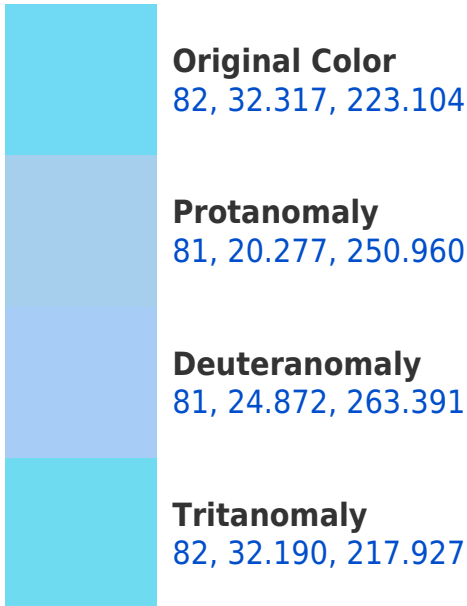 Original Color
82, 32.317, 223.104
Protanomaly
81, 20.277, 250.960
Deuteranomaly
81, 24.872, 263.391
Tritanomaly
82, 32.190, 217.927